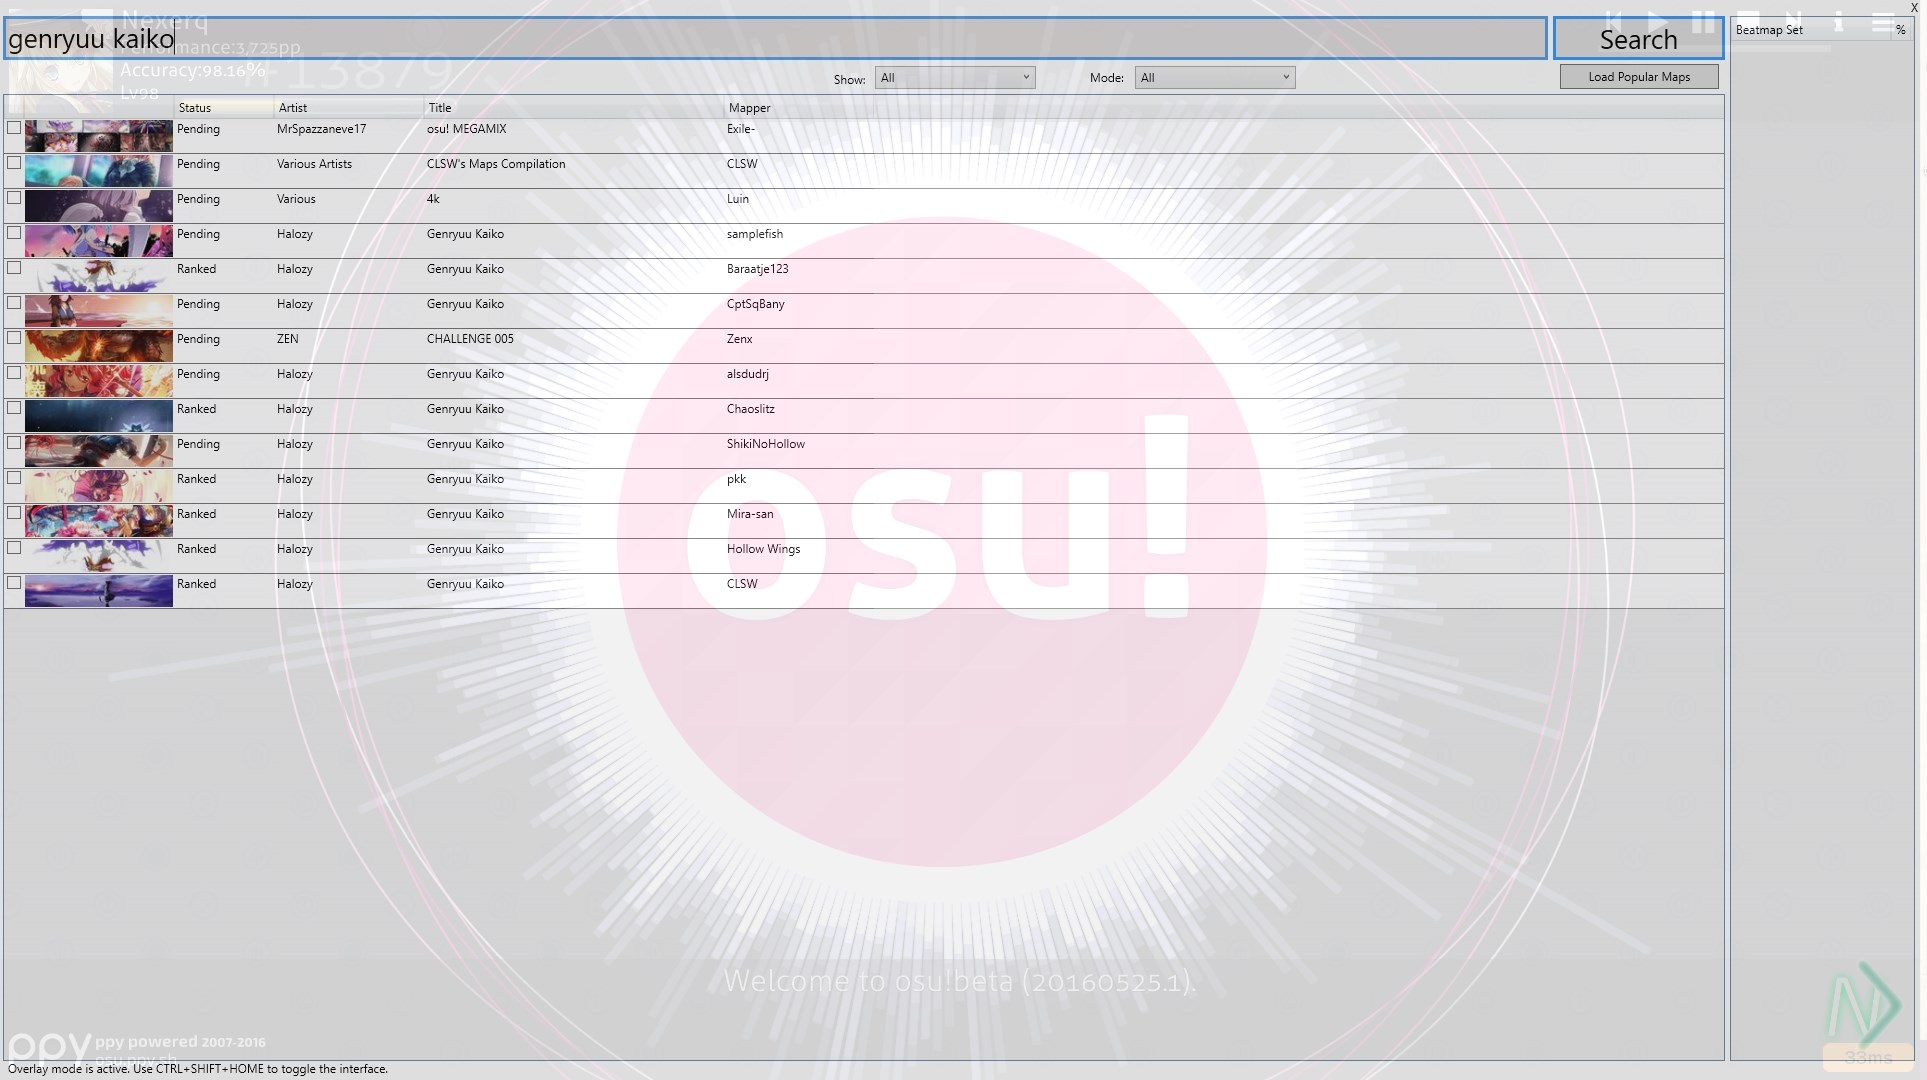 X
Nexerq
genryuu kaiko
Search
Beatmap Set %
Performance:3,725pp
Accuracy:98.16%
#13879
Lv98
Show: All
Mode: All
Load Popular Maps
Status Artist Title Mapper
Pending MrSpazzaneve17 osu! MEGAMIX Exile-
Pending Various Artists CLSW's Maps Compilation CLSW
Pending Various 4k Luin
Pending Halozy Genryuu Kaiko samplefish
Ranked Halozy Genryuu Kaiko Baraatje123
Pending Halozy Genryuu Kaiko CptSqBany
Pending ZEN CHALLENGE 005 Zenx
Pending Halozy Genryuu Kaiko alsdudrj
Ranked Halozy Genryuu Kaiko Chaoslitz
Pending Halozy Genryuu Kaiko ShikiNoHollow
Ranked Halozy Genryuu Kaiko pkk
Ranked Halozy Genryuu Kaiko Mira-san
Ranked Halozy Genryuu Kaiko Hollow Wings
Ranked Halozy Genryuu Kaiko CLSW
osu!
Welcome to osu!beta (20160525.1).
ppy ppy powered 2007-2016
osu.ppy.sh
N
33ms
Overlay mode is active. Use CTRL+SHIFT+HOME to toggle the interface.